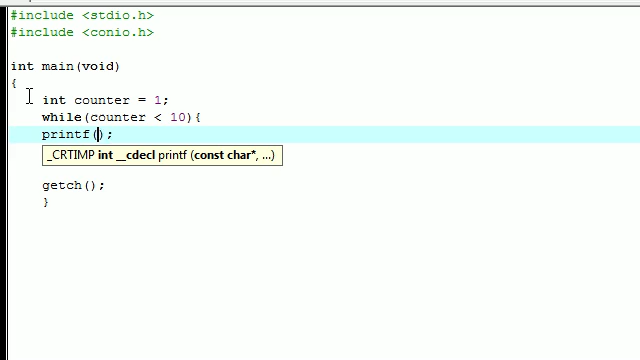 #include <stdio.h>
#include <conio.h>
int main(void)
{
int counter = 1;
while(counter < 10){
printf();
_CRTIMP int __cdecl printf (const char*, ...)
getch();
}